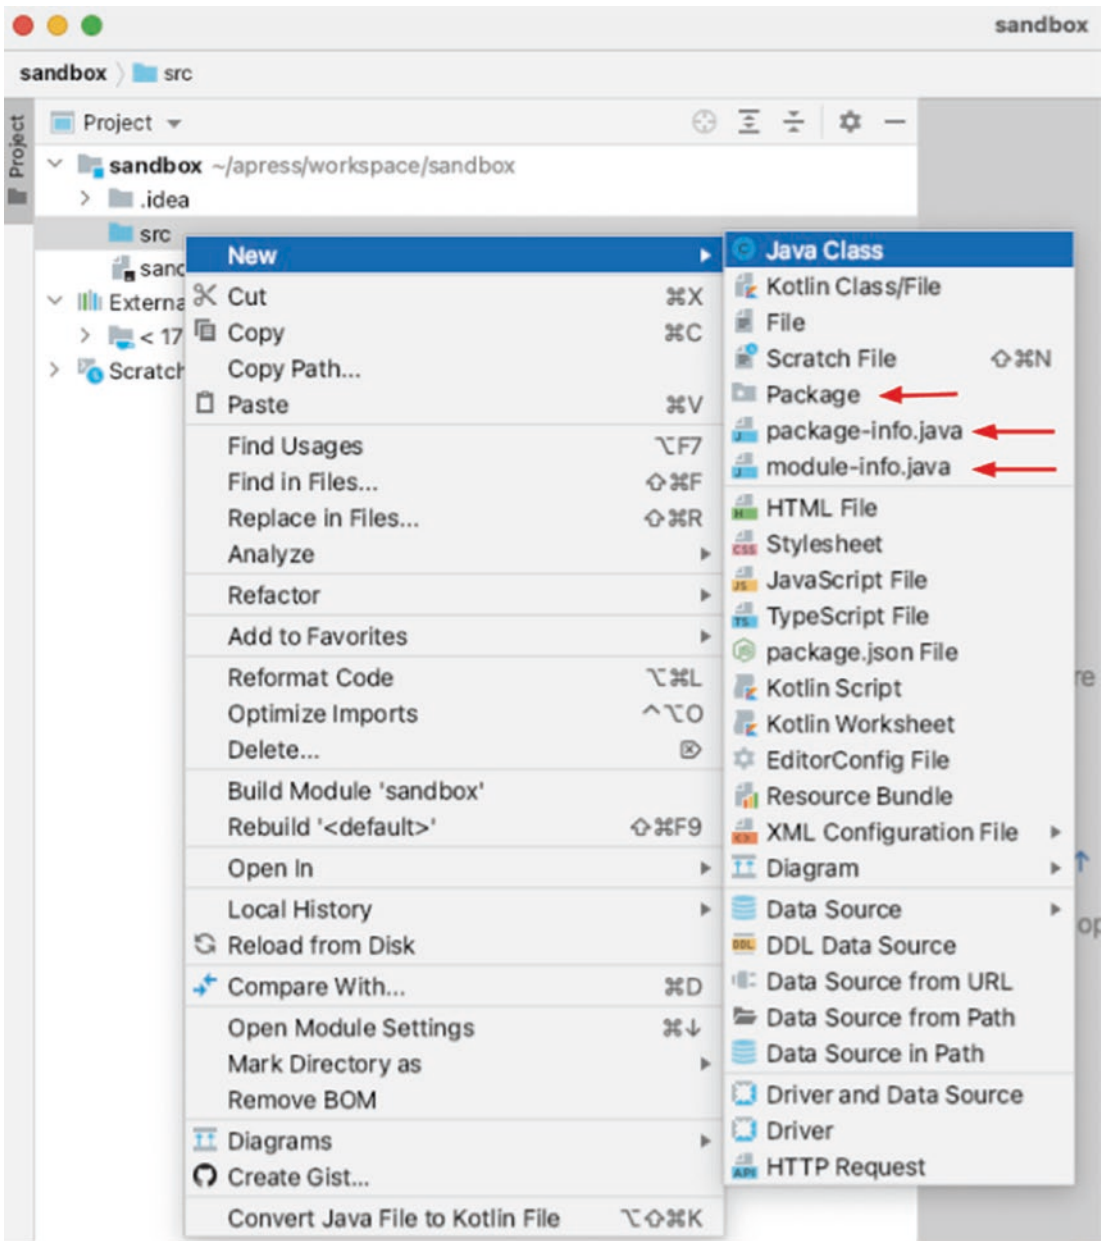 sandbox
sandbox 〉 src
Project
Project
sandbox ~/apress/workspace/sandbox
.idea
src
sand
Externa
< 17
Scratch
New
Cut ⌘X
Copy ⌘C
Copy Path...
Paste ⌘V
Find Usages ⌥F7
Find in Files... ⇧⌘F
Replace in Files... ⇧⌘R
Analyze
Refactor
Add to Favorites
Reformat Code ⌥⌘L
Optimize Imports ^⌥O
Delete... ⌦
Build Module 'sandbox'
Rebuild '<default>' ⇧⌘F9
Open In
Local History
Reload from Disk
Compare With... ⌘D
Open Module Settings ⌘↓
Mark Directory as
Remove BOM
Diagrams
Create Gist...
Convert Java File to Kotlin File ⌥⇧⌘K
Java Class
Kotlin Class/File
File
Scratch File ⇧⌘N
Package
package-info.java
module-info.java
HTML File
Stylesheet
JavaScript File
TypeScript File
package.json File
Kotlin Script
Kotlin Worksheet
EditorConfig File
Resource Bundle
XML Configuration File
Diagram
Data Source
DDL Data Source
Data Source from URL
Data Source from Path
Data Source in Path
Driver and Data Source
Driver
HTTP Request
re
op